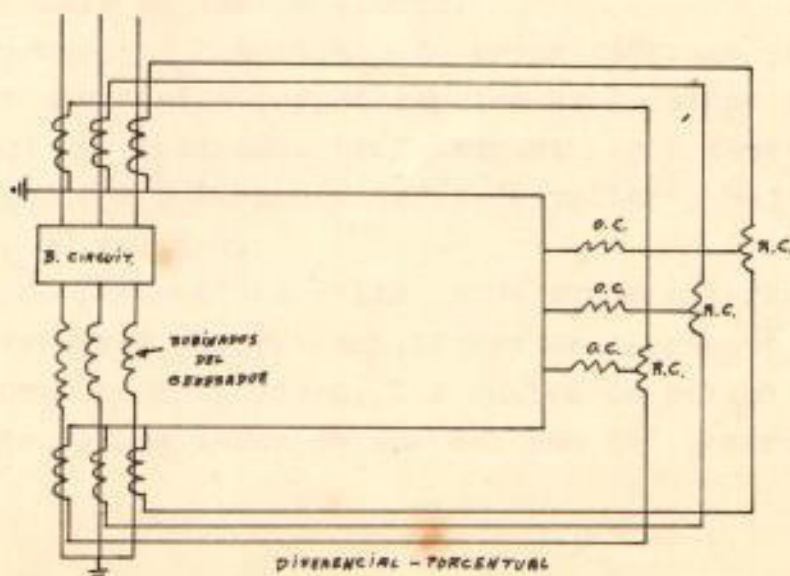 O.C.
R.C.
B. CIRCUIT.
O.C.
R.C.
BOBINADOS
DEL
GENERADOR
O.C.
R.C.
DIFERENCIAL - PORCENTUAL